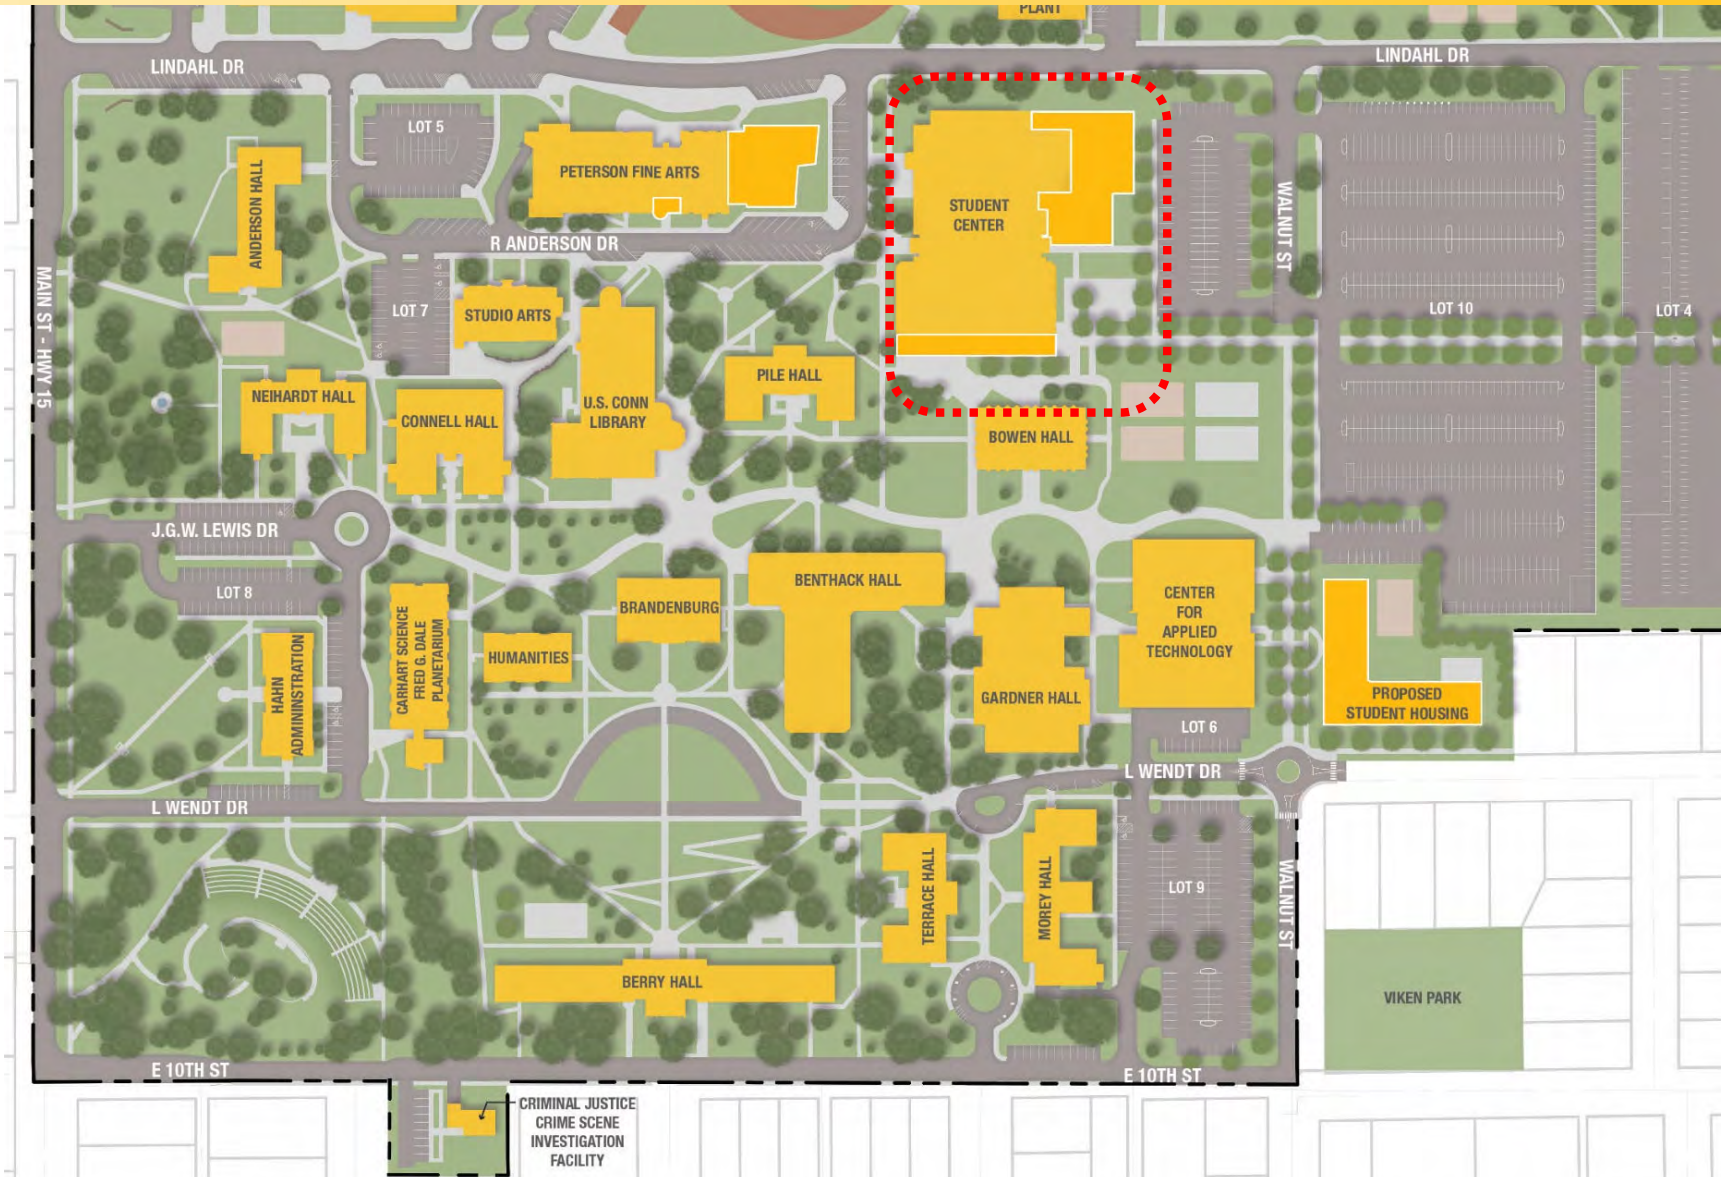 PLANT
LINDAHL DR
LINDAHL DR
LOT 5
PETERSON FINE ARTS
ANDERSON HALL
STUDENT
CENTER
WALNUT ST
R ANDERSON DR
MAIN ST - HWY 15
LOT 7
STUDIO ARTS
LOT 10
LOT 4
NEIHARDT HALL
CONNELL HALL
U.S. CONN
LIBRARY
PILE HALL
BOWEN HALL
J.G.W. LEWIS DR
LOT 8
BENTHACK HALL
BRANDENBURG
CENTER
FOR
APPLIED
TECHNOLOGY
HAHN
ADMININSTRATION
CARHART SCIENCE
FRED G. DALE
PLANETARIUM
HUMANITIES
GARDNER HALL
PROPOSED
STUDENT HOUSING
LOT 6
L WENDT DR
L WENDT DR
TERRACE HALL
MOREY HALL
LOT 9
WALNUT ST
BERRY HALL
VIKEN PARK
E 10TH ST
E 10TH ST
CRIMINAL JUSTICE
CRIME SCENE
INVESTIGATION
FACILITY